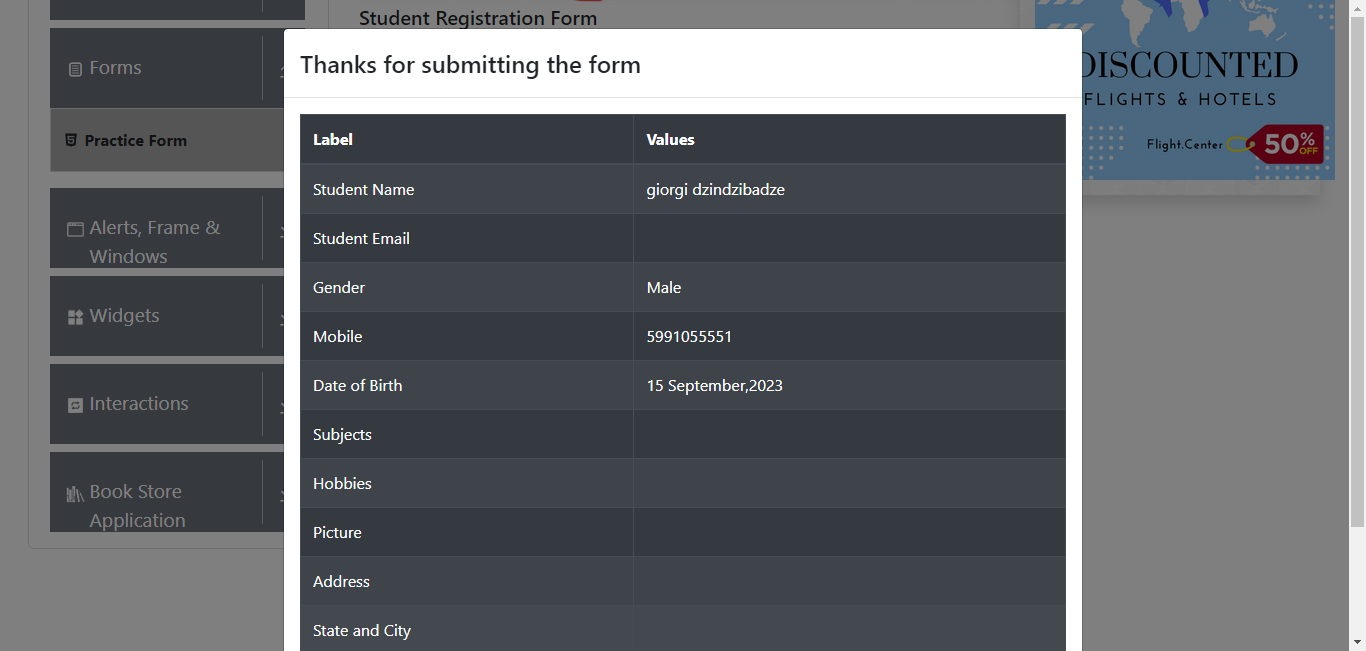 Student Registration Form
Forms
Practice Form
Alerts, Frame &
Windows
Widgets
Interactions
Book Store
Application
Thanks for submitting the form
Label Values
Student Name giorgi dzindzibadze
Student Email
Gender Male
Mobile 5991055551
Date of Birth 15 September,2023
Subjects
Hobbies
Picture
Address
State and City
DISCOUNTED
FLIGHTS & HOTELS
Flight.Center 50% OFF